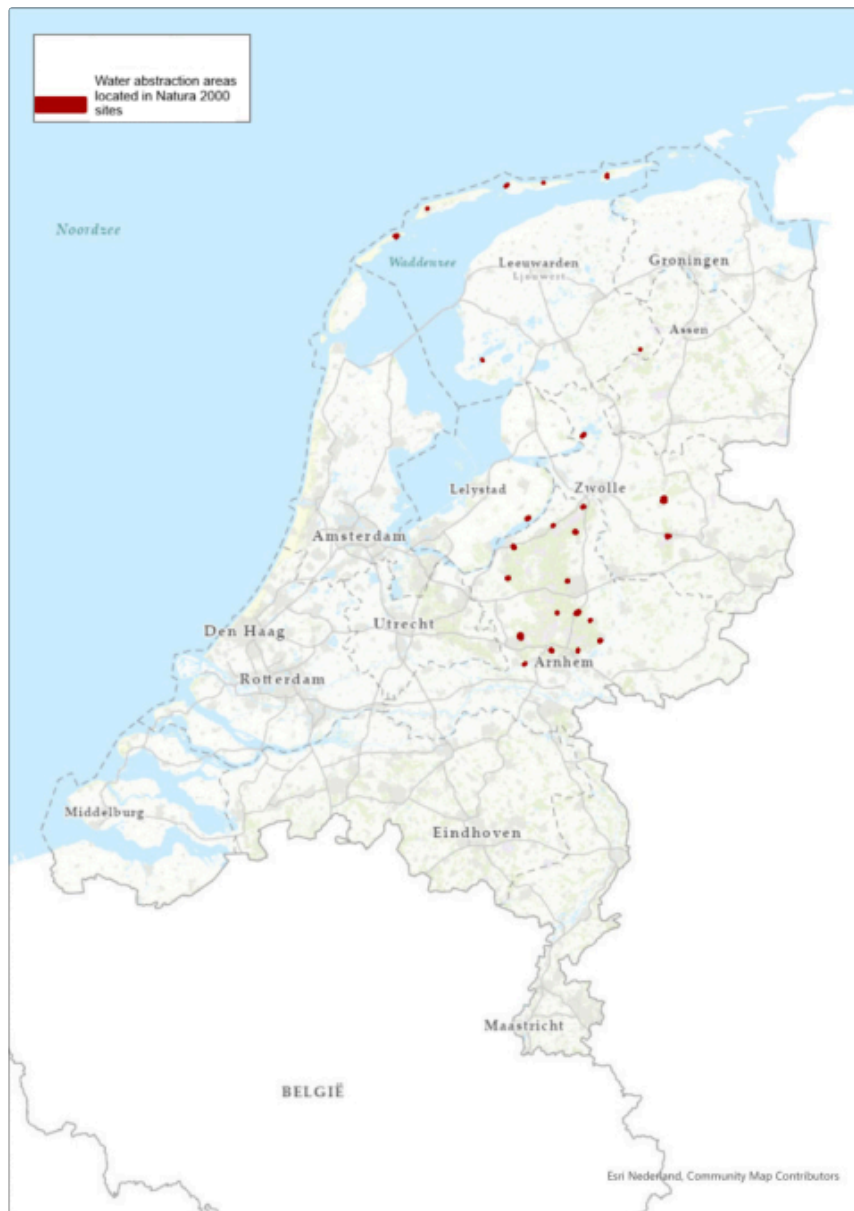 Water abstraction areas
located in Natura 2000
sites
Noordzee
Waddenzee
Leeuwarden
Ljouwert
Groningen
Assen
Lelystad
Zwolle
Amsterdam
Utrecht
Den Haag
Arnhem
Rotterdam
Middelburg
Eindhoven
Maastricht
BELGIË
Esri Nederland, Community Map Contributors